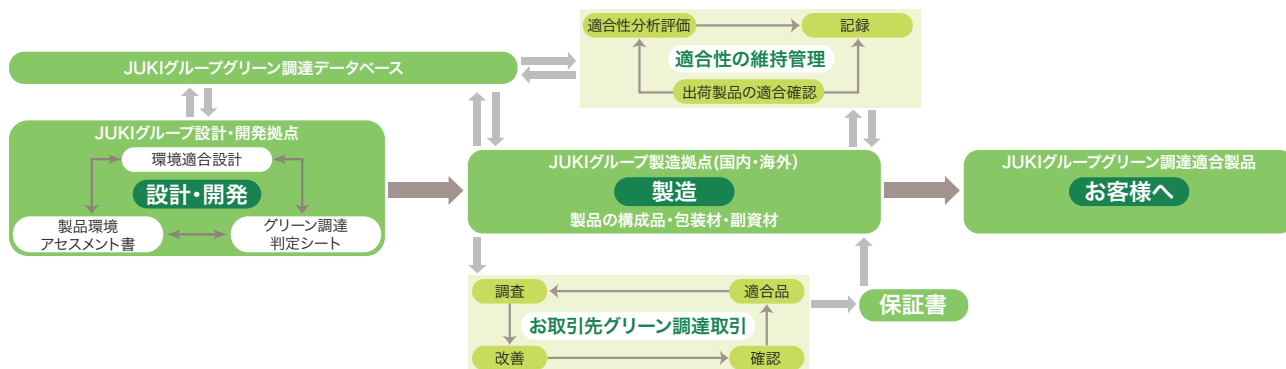 適合性分析評価
記録
適合性の維持管理
出荷製品の適合確認
JUKIグループグリーン調達データベース
JUKIグループ設計・開発拠点
環境適合設計
設計・開発
製品環境
アセスメント書
グリーン調達
判定シート
JUKIグループ製造拠点(国内・海外)
製造
製品の構成品・包装材・副資材
JUKIグループグリーン調達適合製品
お客様へ
調査
適合品
お取引先グリーン調達取引
改善
確認
保証書